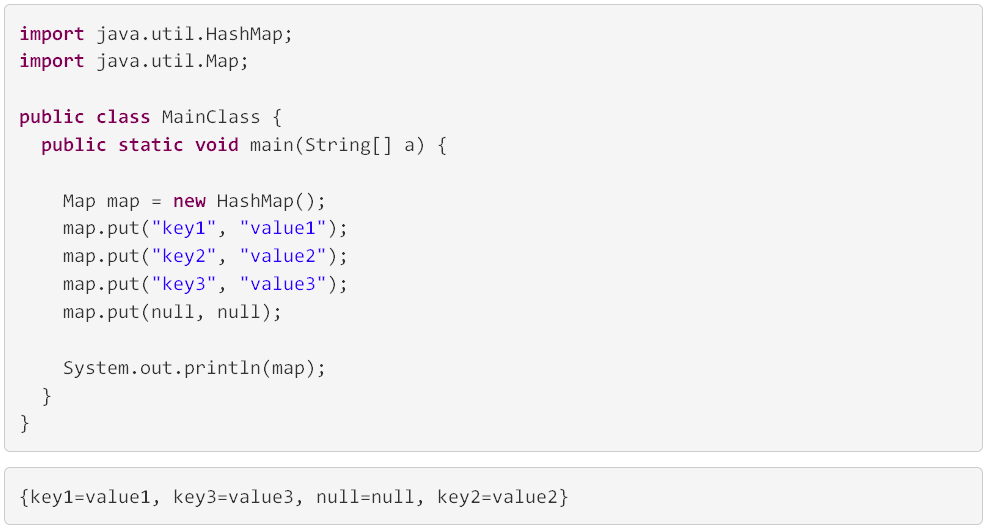 import java.util.HashMap;
import java.util.Map;
public class MainClass {
  public static void main(String[] a) {
    Map map = new HashMap();
    map.put("key1", "value1");
    map.put("key2", "value2");
    map.put("key3", "value3");
    map.put(null, null);
    System.out.println(map);
  }
}
{key1=value1, key3=value3, null=null, key2=value2}